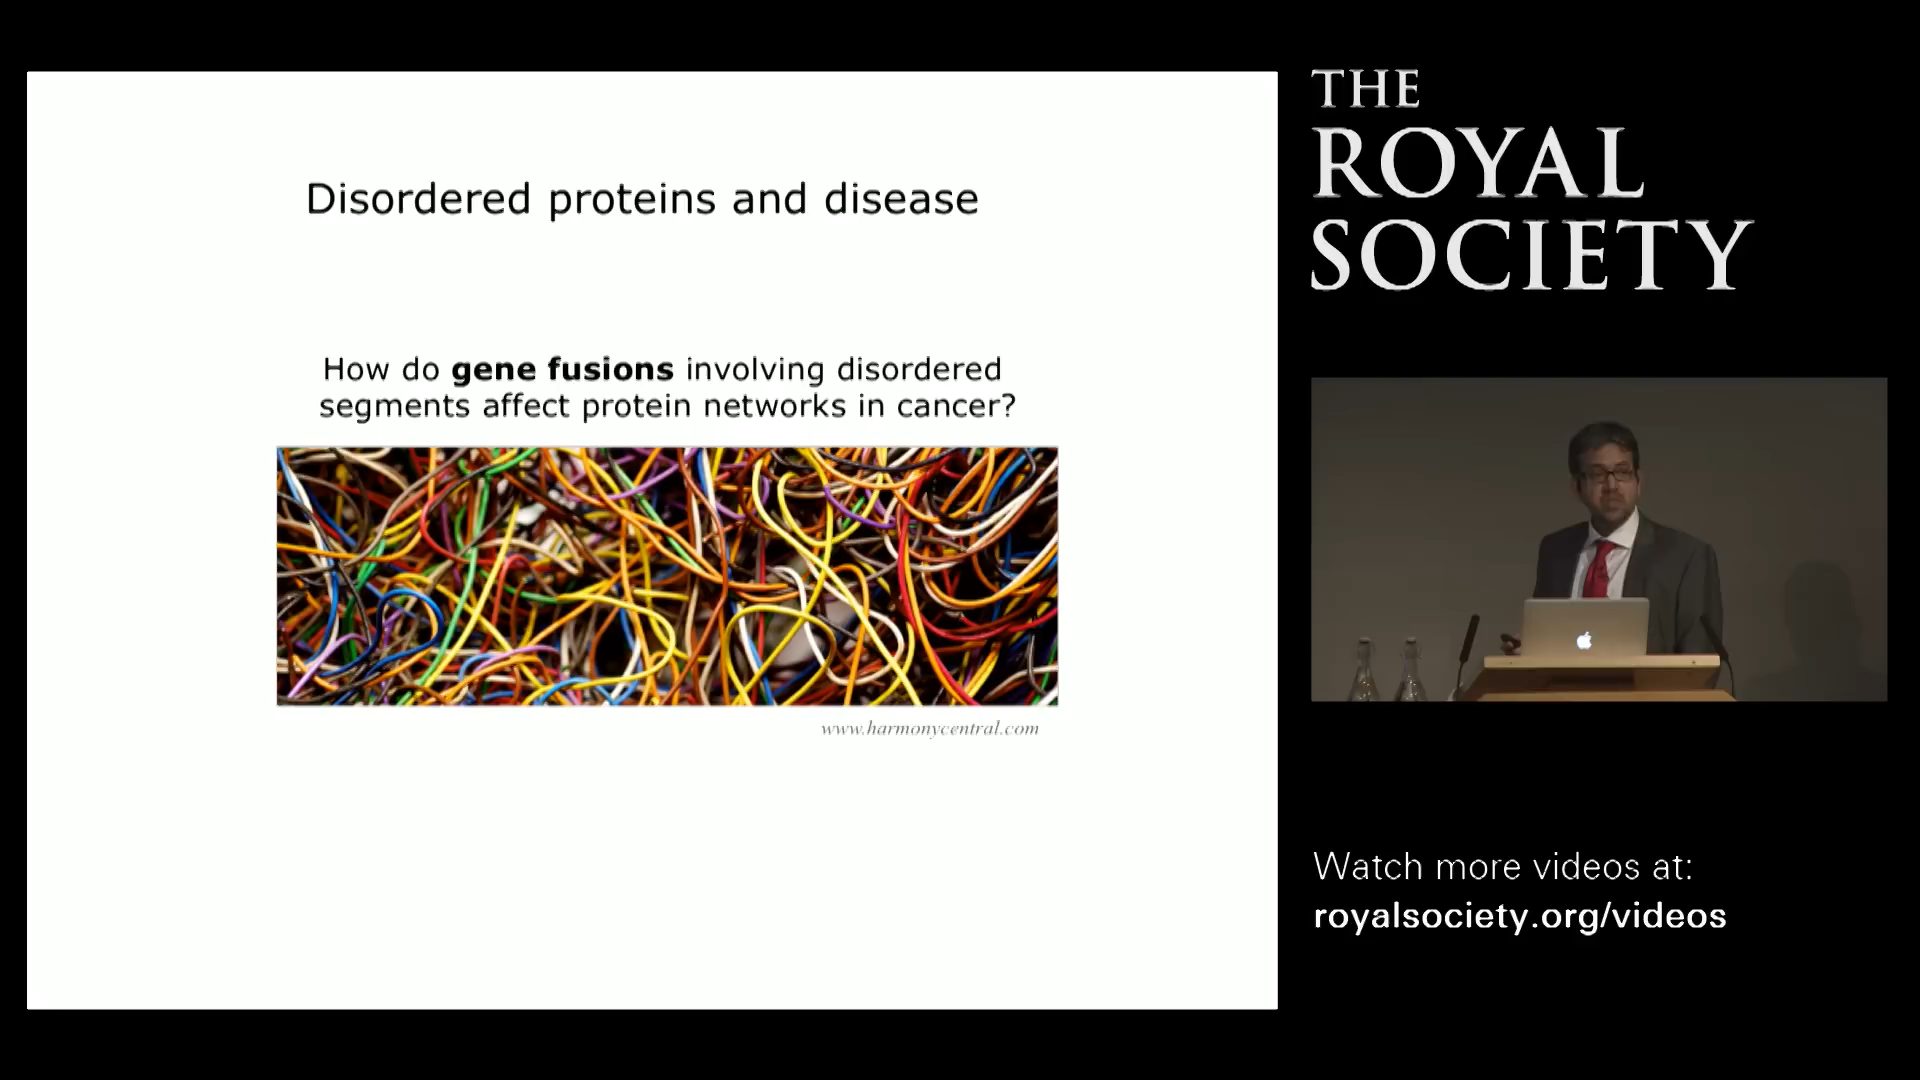 Disordered proteins and disease
How do gene fusions involving disordered
segments affect protein networks in cancer?
www.harmonycentral.com
THE
ROYAL
SOCIETY
Watch more videos at:
royalsociety.org/videos